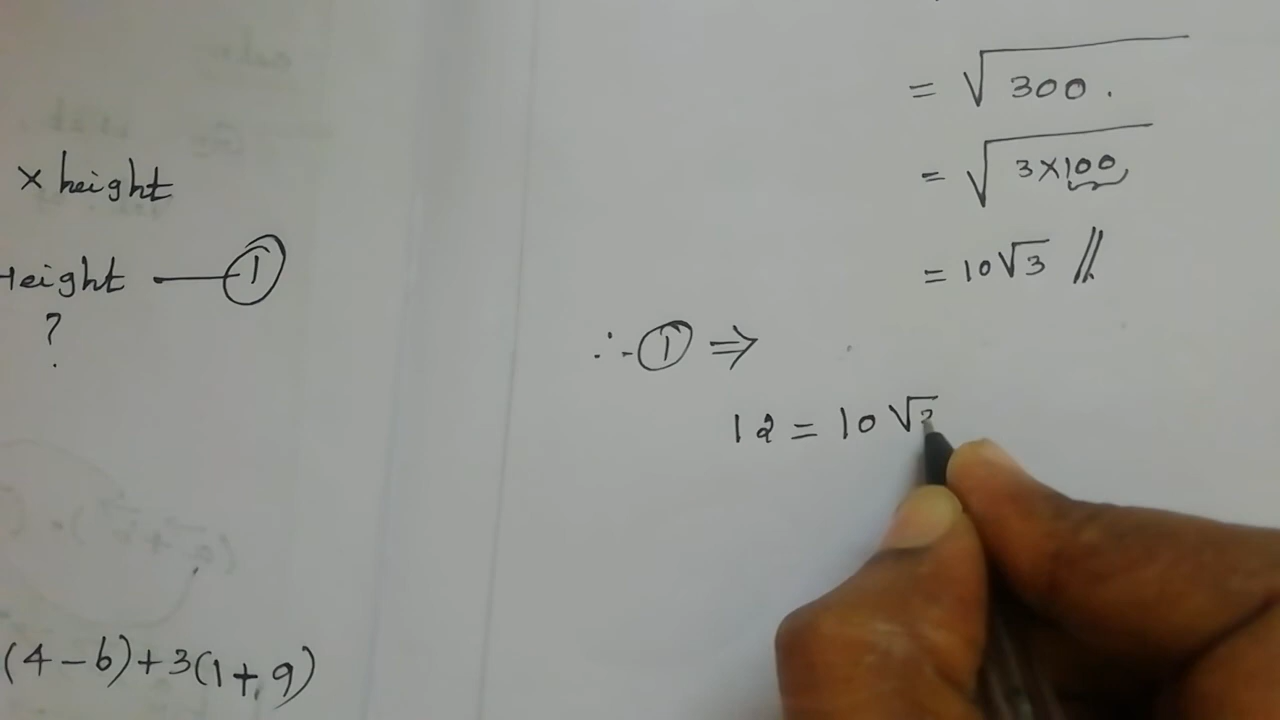 × height
Height —— ①
?
(4 - 6) + 3(1 + 9)
= √300.
= √3×100
= 10√3 //
∴ ① ⇒
12 = 10√3